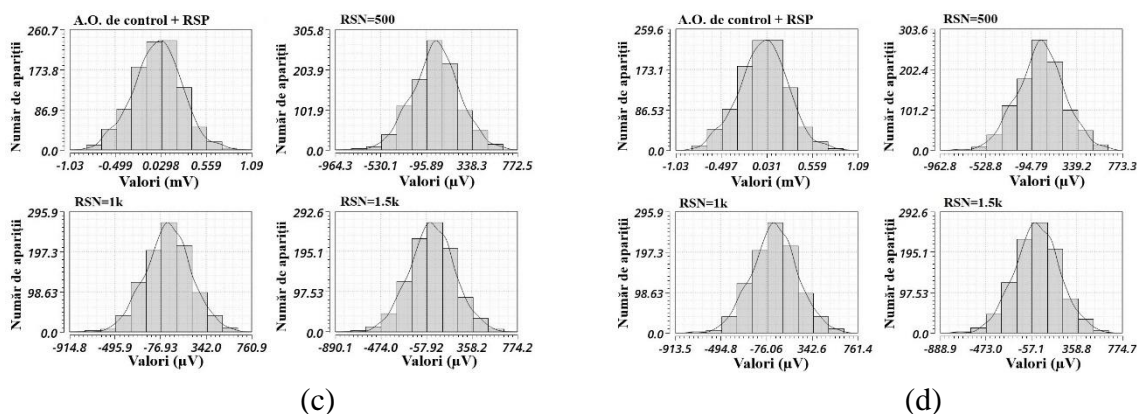 A.O. de control + RSP
260.7
173.8
86.9
0.0
Număr de apariții
-1.03 -0.499 0.0298 0.559 1.09
Valori (mV)
RSN=500
305.8
203.9
101.9
0.0
Număr de apariții
-964.3 -530.1 -95.89 338.3 772.5
Valori (µV)
RSN=1k
295.9
197.3
98.63
0.0
Număr de apariții
-914.8 -495.9 -76.93 342.0 760.9
Valori (µV)
RSN=1.5k
292.6
195.1
97.53
0.0
Număr de apariții
-890.1 -474.0 -57.92 358.2 774.2
Valori (µV)
(c)
A.O. de control + RSP
259.6
173.1
86.53
0.0
Număr de apariții
-1.03 -0.497 0.031 0.559 1.09
Valori (mV)
RSN=500
303.6
202.4
101.2
0.0
Număr de apariții
-962.8 -528.8 -94.79 339.2 773.3
Valori (µV)
RSN=1k
295.9
197.3
98.63
0.0
Număr de apariții
-913.5 -494.8 -76.06 342.6 761.4
Valori (µV)
RSN=1.5k
292.6
195.1
97.53
0.0
Număr de apariții
-888.9 -473.0 -57.1 358.8 774.7
Valori (µV)
(d)